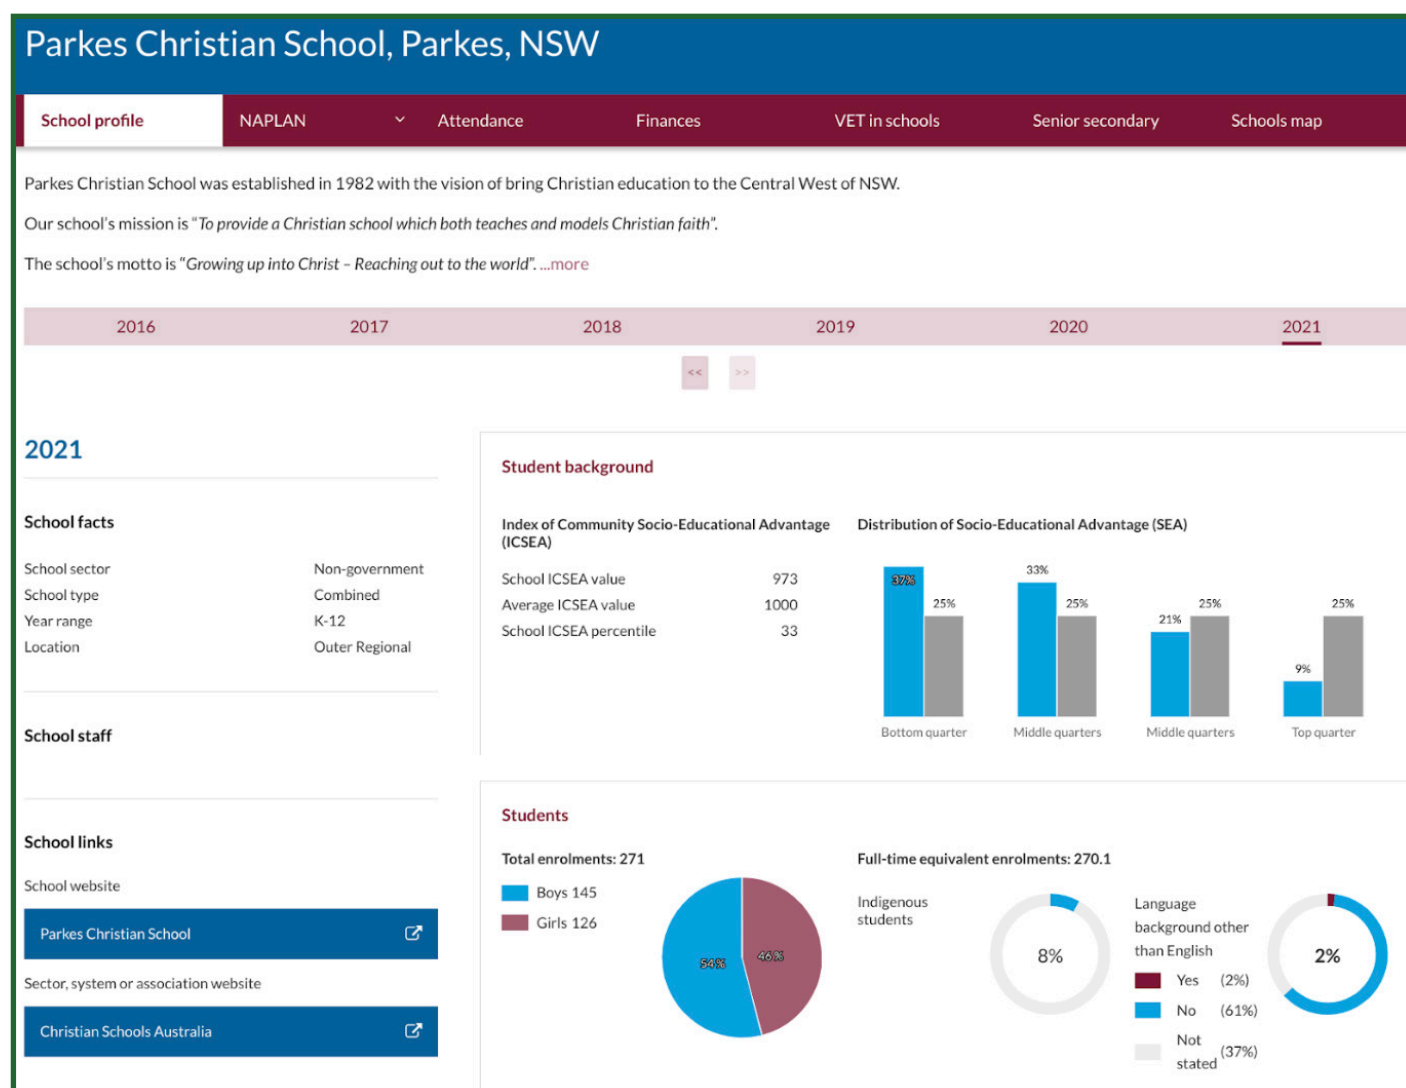 Parkes Christian School, Parkes, NSW
School profile
NAPLAN
Attendance
Finances
VET in schools
Senior secondary
Schools map
Parkes Christian School was established in 1982 with the vision of bring Christian education to the Central West of NSW.
Our school's mission is "To provide a Christian school which both teaches and models Christian faith".
The school's motto is "Growing up into Christ – Reaching out to the world". ...more
2016 2017 2018 2019 2020 2021
<< >>
2021
School facts
School sector Non-government
School type Combined
Year range K-12
Location Outer Regional
School staff
School links
School website
Parkes Christian School
Sector, system or association website
Christian Schools Australia
Student background
Index of Community Socio-Educational Advantage
(ICSEA)
School ICSEA value 973
Average ICSEA value 1000
School ICSEA percentile 33
Distribution of Socio-Educational Advantage (SEA)
37% 25%
33% 25%
21% 25%
9% 25%
Bottom quarter
Middle quarters
Middle quarters
Top quarter
Students
Total enrolments: 271
Boys 145
Girls 126
54% 46%
Full-time equivalent enrolments: 270.1
Indigenous
students
8%
Language
background other
than English
Yes (2%)
No (61%)
Not
stated (37%)
2%